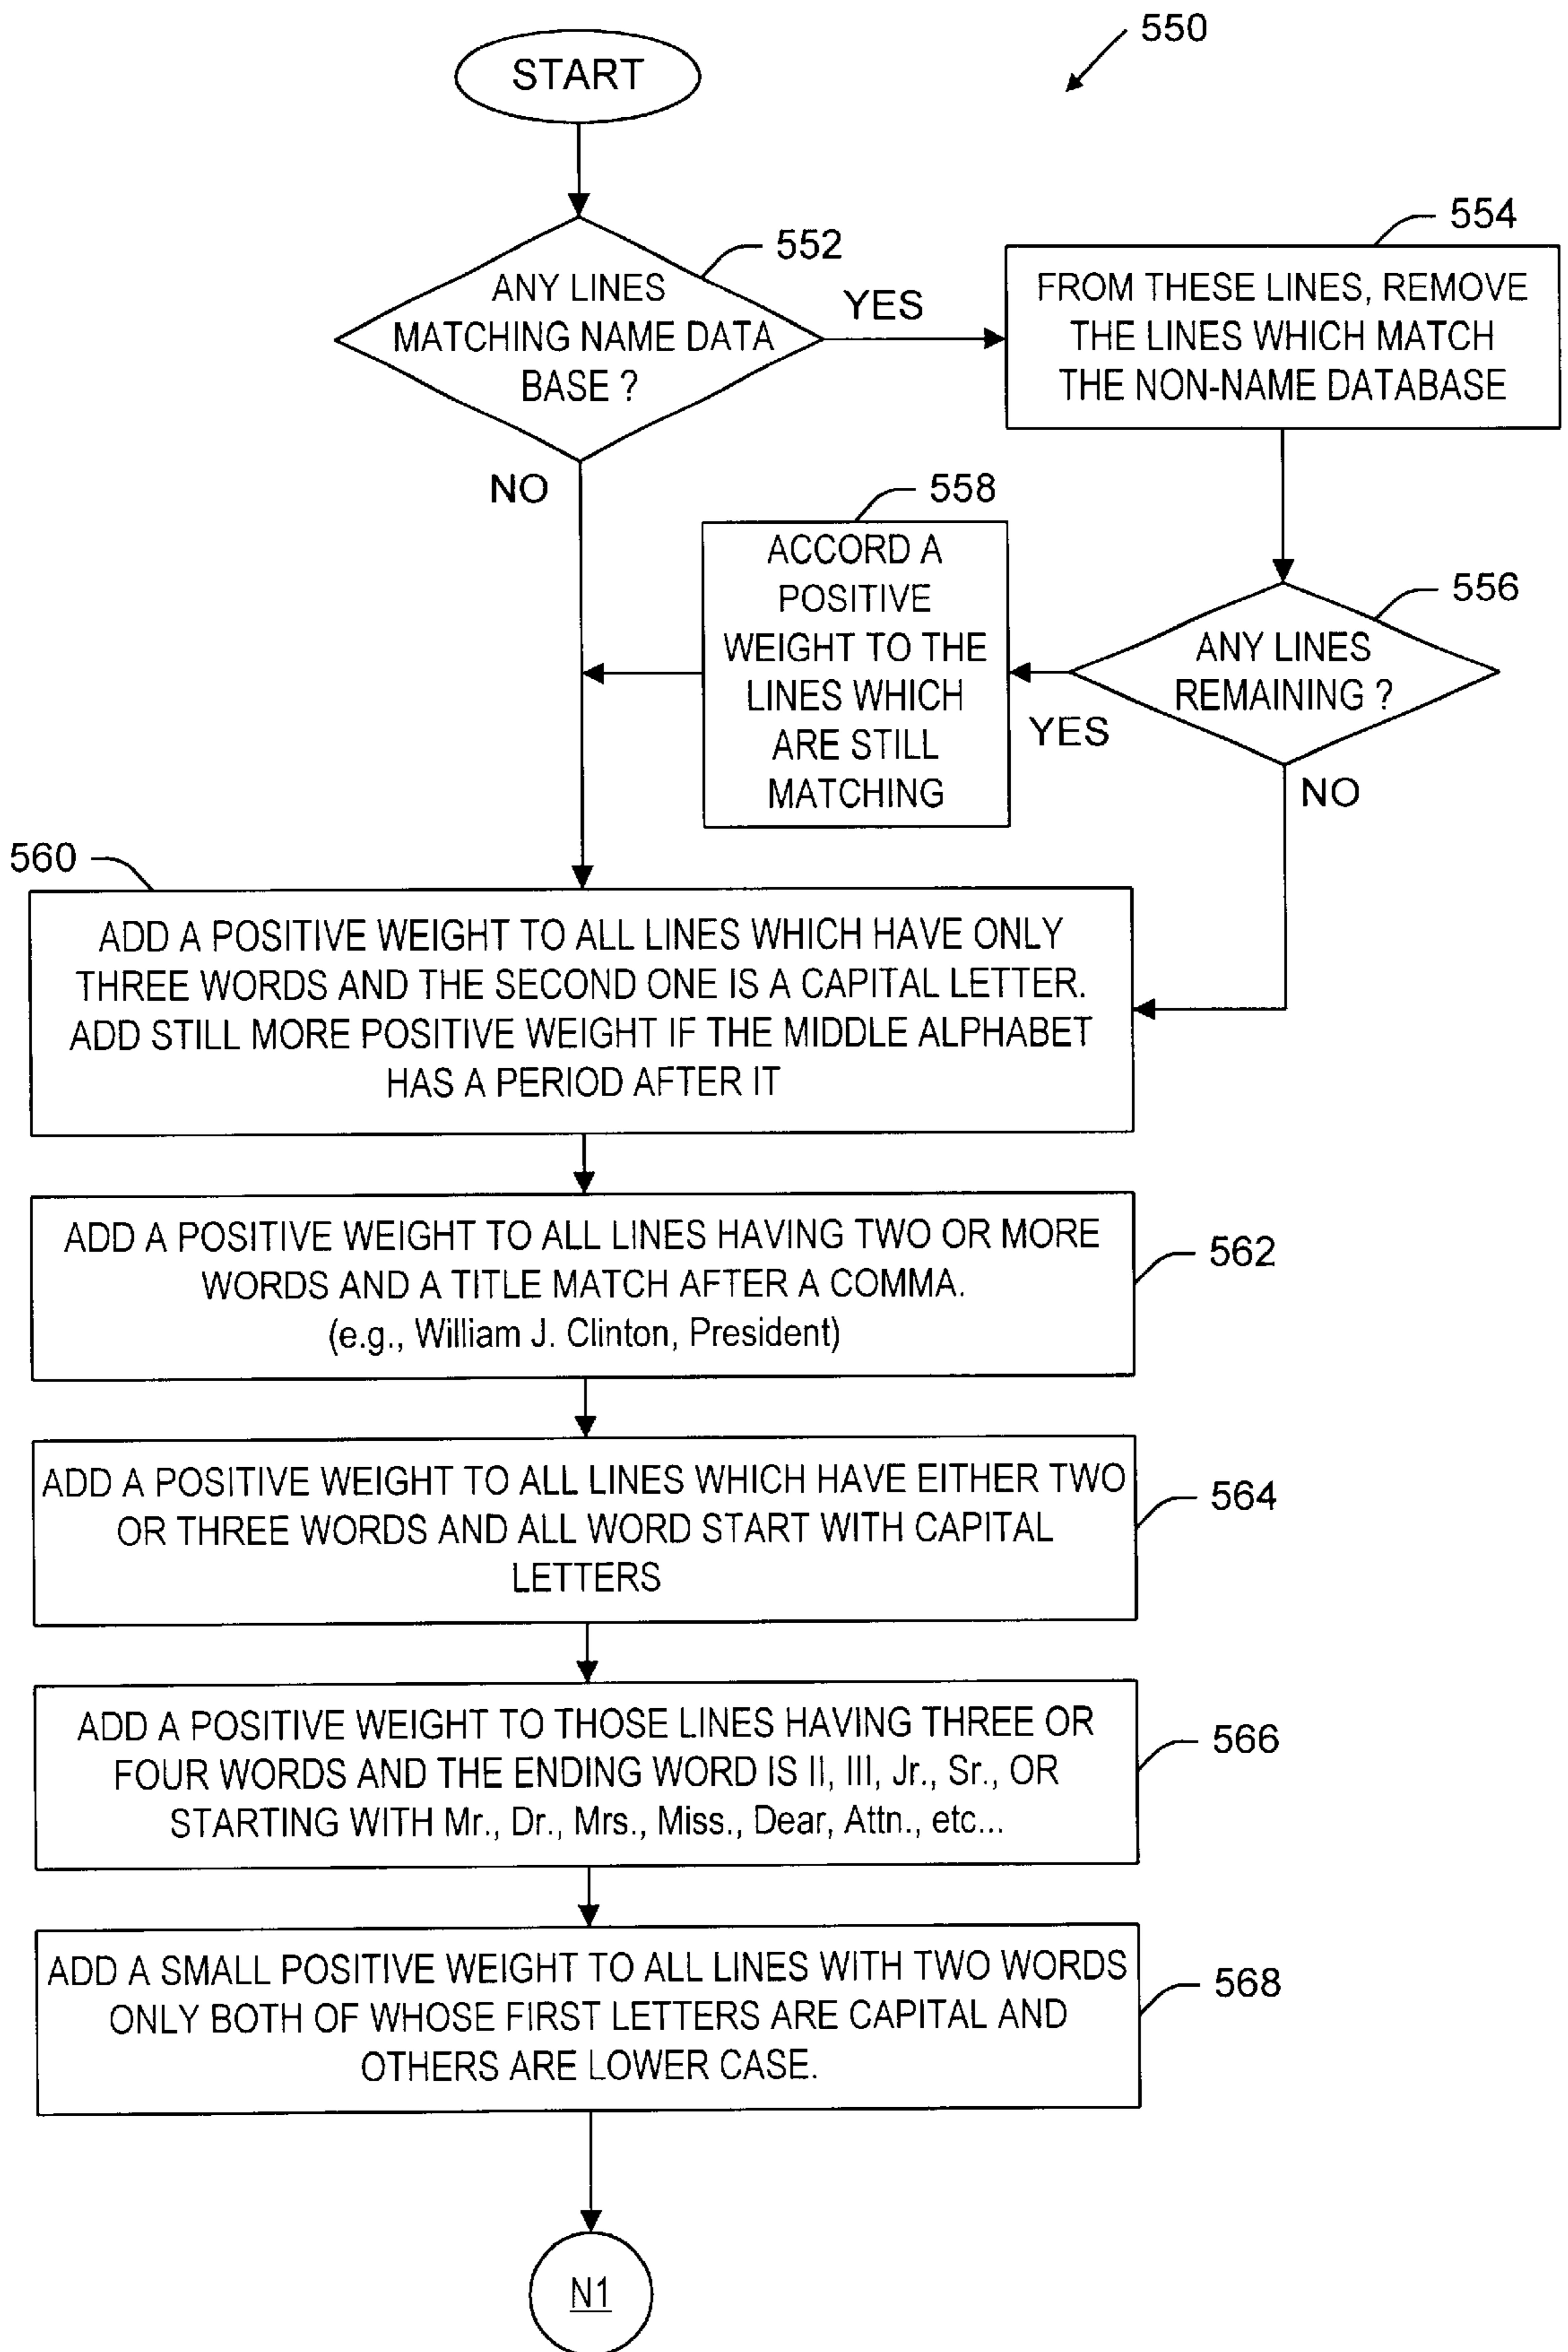 550
START
552
ANY LINES
MATCHING NAME DATA
BASE ?
YES
554
FROM THESE LINES, REMOVE
THE LINES WHICH MATCH
THE NON-NAME DATABASE
NO
558
ACCORD A
POSITIVE
WEIGHT TO THE
LINES WHICH
ARE STILL
MATCHING
556
ANY LINES
REMAINING ?
YES
NO
560
ADD A POSITIVE WEIGHT TO ALL LINES WHICH HAVE ONLY
THREE WORDS AND THE SECOND ONE IS A CAPITAL LETTER.
ADD STILL MORE POSITIVE WEIGHT IF THE MIDDLE ALPHABET
HAS A PERIOD AFTER IT
ADD A POSITIVE WEIGHT TO ALL LINES HAVING TWO OR MORE
WORDS AND A TITLE MATCH AFTER A COMMA.
(e.g., William J. Clinton, President)
562
ADD A POSITIVE WEIGHT TO ALL LINES WHICH HAVE EITHER TWO
OR THREE WORDS AND ALL WORD START WITH CAPITAL
LETTERS
564
ADD A POSITIVE WEIGHT TO THOSE LINES HAVING THREE OR
FOUR WORDS AND THE ENDING WORD IS II, III, Jr., Sr., OR
STARTING WITH Mr., Dr., Mrs., Miss., Dear, Attn., etc...
566
ADD A SMALL POSITIVE WEIGHT TO ALL LINES WITH TWO WORDS
ONLY BOTH OF WHOSE FIRST LETTERS ARE CAPITAL AND
OTHERS ARE LOWER CASE.
568
N1